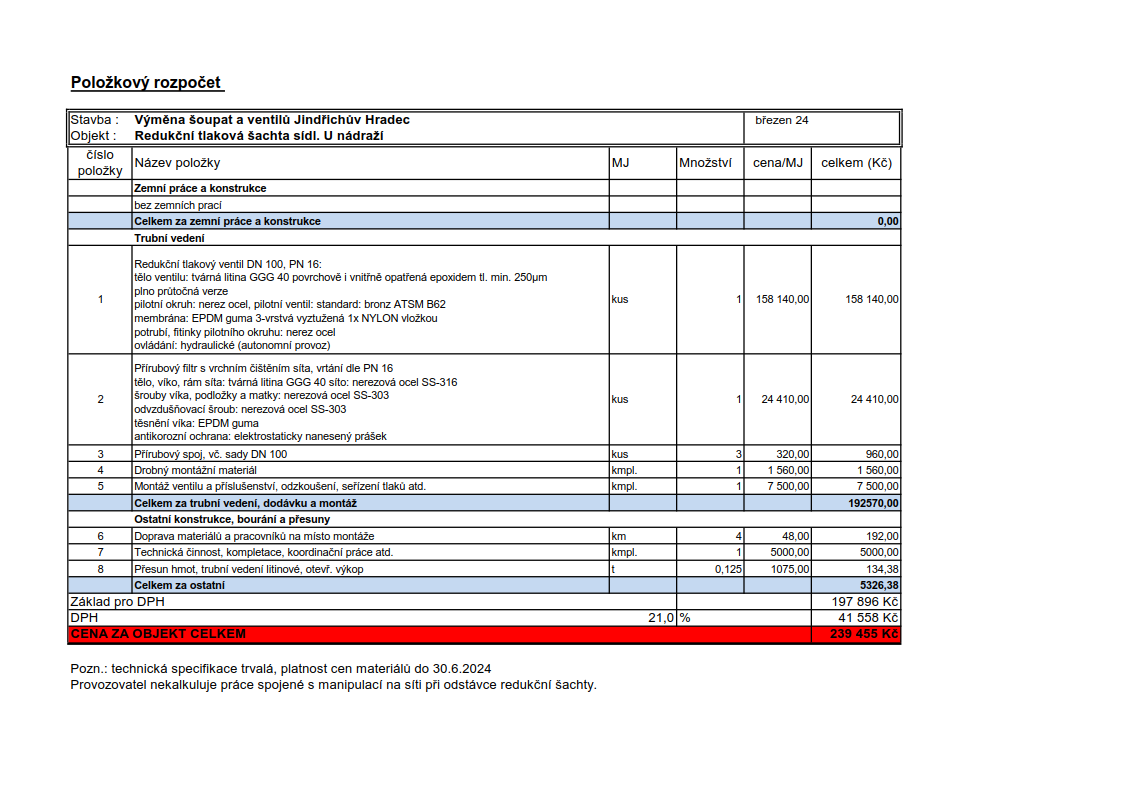 Položkový rozpočet
Stavba : Výměna šoupat a ventilů Jindřichův Hradec březen 24
Objekt : Redukční tlaková šachta sídl. U nádraží
číslo položky Název položky MJ Množství cena/MJ celkem (Kč)
Zemní práce a konstrukce
bez zemních prací
Celkem za zemní práce a konstrukce 0,00
Trubní vedení
Redukční tlakový ventil DN 100, PN 16:
tělo ventilu: tvárná litina GGG 40 povrchově i vnitřně opatřená epoxidem tl. min. 250µm
plno průtočná verze
1 pilotní okruh: nerez ocel, pilotní ventil: standard: bronz ATSM B62 kus 1 158 140,00 158 140,00
membrána: EPDM guma 3-vrstvá vyztužená 1x NYLON vložkou
potrubí, fitinky pilotního okruhu: nerez ocel
ovládání: hydraulické (autonomní provoz)
Přírubový filtr s vrchním čištěním síta, vrtání dle PN 16
tělo, víko, rám síta: tvárná litina GGG 40 síto: nerezová ocel SS-316
2 šrouby víka, podložky a matky: nerezová ocel SS-303 kus 1 24 410,00 24 410,00
odvzdušňovací šroub: nerezová ocel SS-303
těsnění víka: EPDM guma
antikorozní ochrana: elektrostaticky nanesený prášek
3 Přírubový spoj, vč. sady DN 100 kus 3 320,00 960,00
4 Drobný montážní materiál kmpl. 1 1 560,00 1 560,00
5 Montáž ventilu a příslušenství, odzkoušení, seřízení tlaků atd. kmpl. 1 7 500,00 7 500,00
Celkem za trubní vedení, dodávku a montáž 192570,00
Ostatní konstrukce, bourání a přesuny
6 Doprava materiálů a pracovníků na místo montáže km 4 48,00 192,00
7 Technická činnost, kompletace, koordinační práce atd. kmpl. 1 5000,00 5000,00
8 Přesun hmot, trubní vedení litinové, otevř. výkop t 0,125 1075,00 134,38
Celkem za ostatní 5326,38
Základ pro DPH 197 896 Kč
DPH 21,0 % 41 558 Kč
CENA ZA OBJEKT CELKEM 239 455 Kč
Pozn.: technická specifikace trvalá, platnost cen materiálů do 30.6.2024
Provozovatel nekalkuluje práce spojené s manipulací na síti při odstávce redukční šachty.